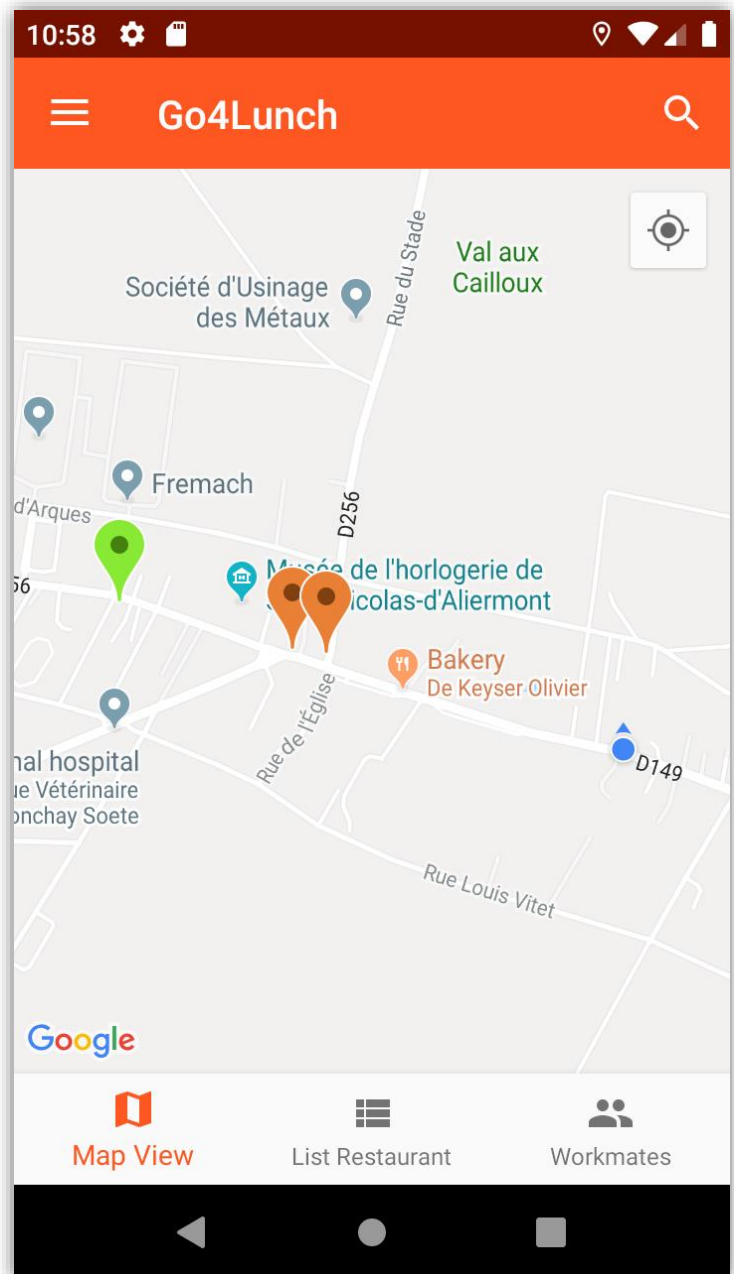 10:58
Go4Lunch
Rue du Stade
Val aux
Cailloux
Société d'Usinage
des Métaux
Fremach
d'Arques
D256
56
Musée de l'horlogerie de
icolas-d'Aliermont
Bakery
De Keyser Olivier
Rue de l'Église
nal hospital
ue Vétérinaire
onchay Soete
D149
Rue Louis Vitet
Google
Map View
List Restaurant
Workmates